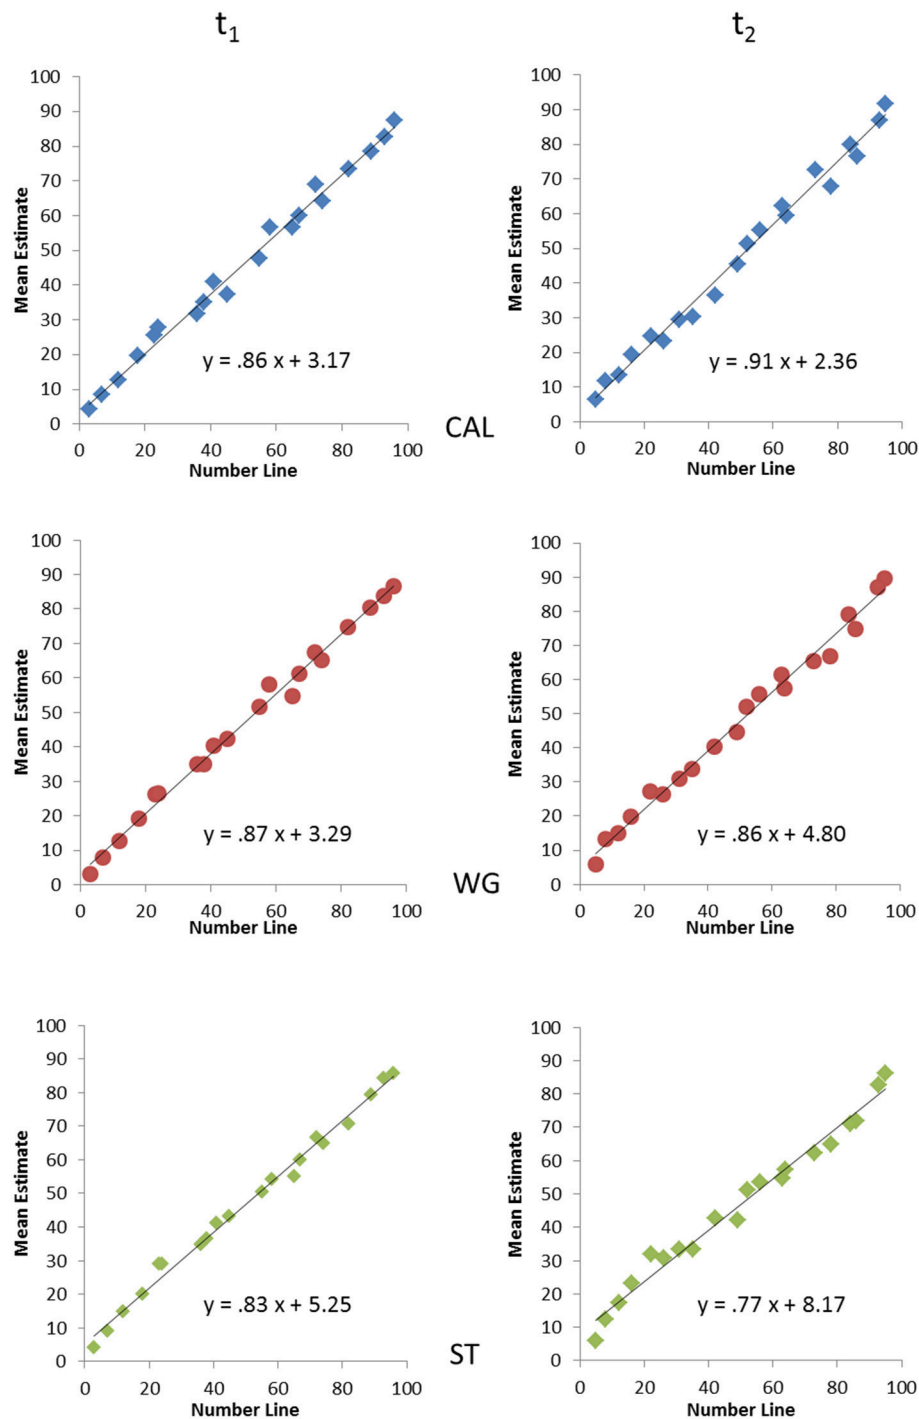 t1 t2
100 100
90 90
80 80
70 70
60 60
50 50
40 40
30 30
20 20
10 10
0 0
Mean Estimate Mean Estimate
y = .86 x + 3.17 y = .91 x + 2.36
0 20 40 60 80 100 0 20 40 60 80 100
Number Line Number Line
CAL
100 100
90 90
80 80
70 70
60 60
50 50
40 40
30 30
20 20
10 10
0 0
Mean Estimate Mean Estimate
y = .87 x + 3.29 y = .86 x + 4.80
0 20 40 60 80 100 0 20 40 60 80 100
Number Line Number Line
WG
100 100
90 90
80 80
70 70
60 60
50 50
40 40
30 30
20 20
10 10
0 0
Mean Estimate Mean Estimate
y = .83 x + 5.25 y = .77 x + 8.17
0 20 40 60 80 100 0 20 40 60 80 100
Number Line Number Line
ST